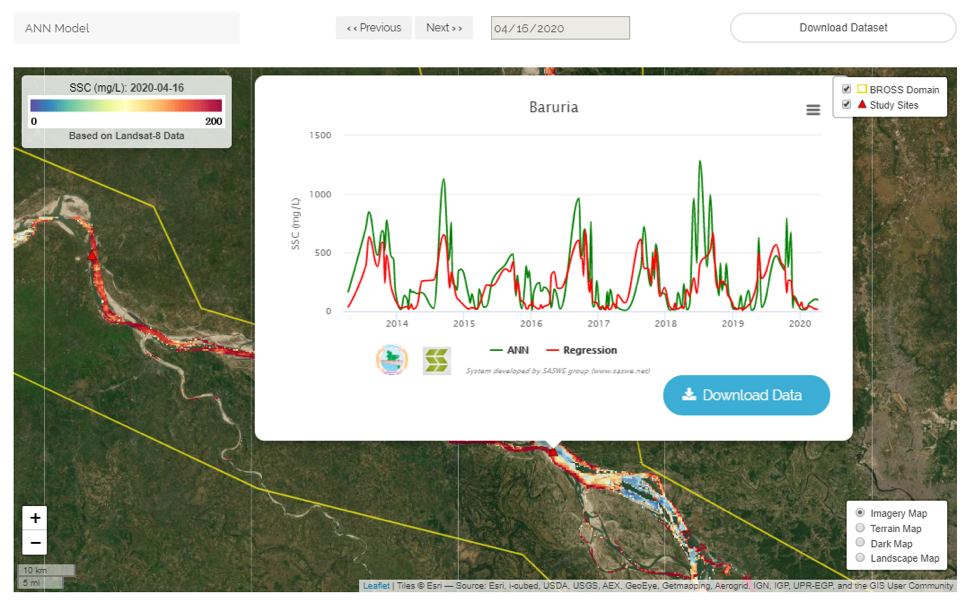 ANN Model
‹‹ Previous
Next ››
04/16/2020
Download Dataset
SSC (mg/L): 2020-04-16
0
200
Based on Landsat-8 Data
BROSS Domain
Study Sites
Baruria
SSC (mg/L)
1500
1000
500
0
2014
2015
2016
2017
2018
2019
2020
ANN
Regression
System developed by SASWE group (www.saswe.net)
Download Data
+
−
10 km
5 mi
Imagery Map
Terrain Map
Dark Map
Landscape Map
Leaflet | Tiles © Esri — Source: Esri, i-cubed, USDA, USGS, AEX, GeoEye, Getmapping, Aerogrid, IGN, IGP, UPR-EGP, and the GIS User Community